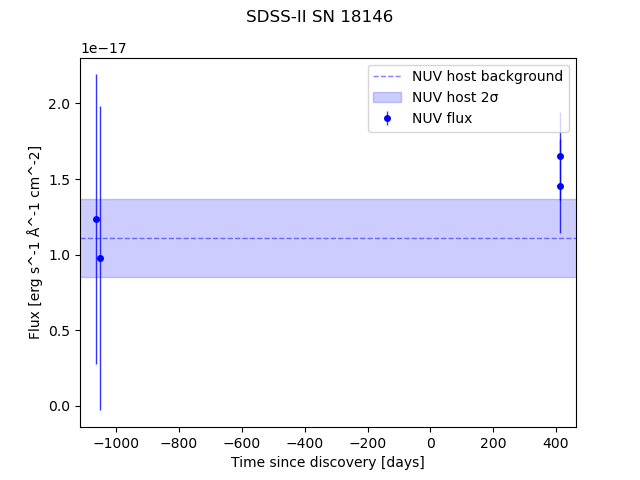 SDSS-II SN 18146
1e−17
NUV host background
NUV host 2σ
NUV flux
2.0
1.5
1.0
0.5
0.0
Flux [erg s^-1 Å^-1 cm^-2]
−1000 −800 −600 −400 −200 0 200 400
Time since discovery [days]